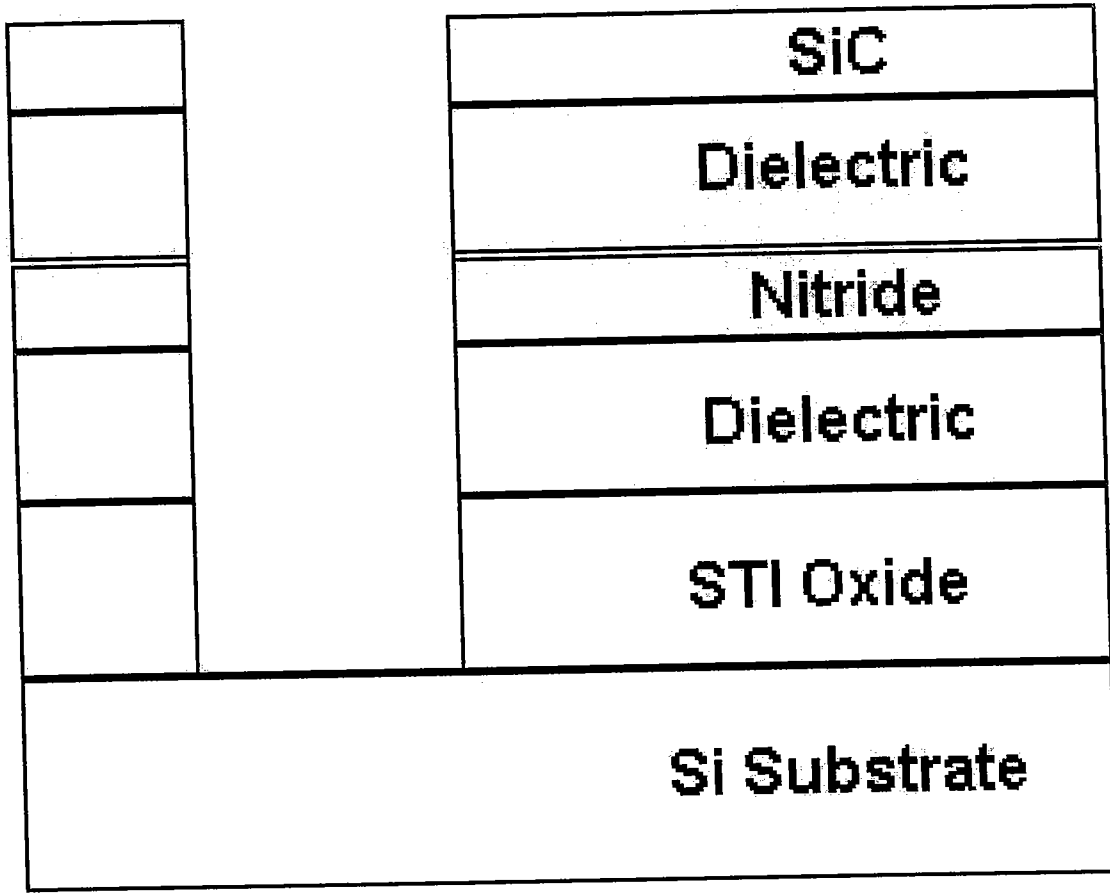 SiC
Dielectric
Nitride
Dielectric
STI Oxide
Si Substrate